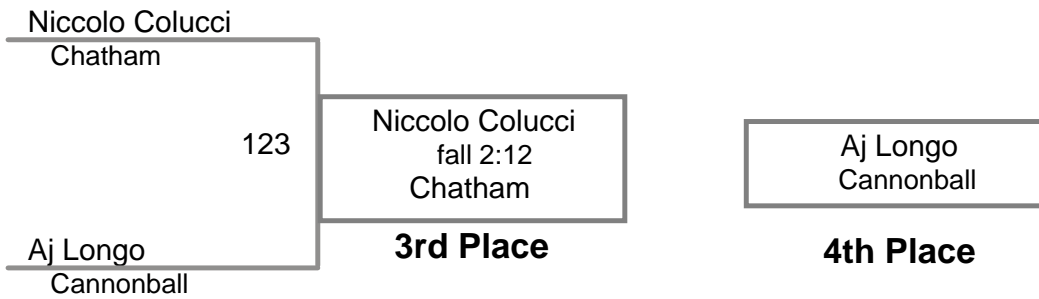 Niccolo Colucci
Chatham
123
Niccolo Colucci
fall 2:12
Chatham
3rd Place
Aj Longo
Cannonball
4th Place
Aj Longo
Cannonball